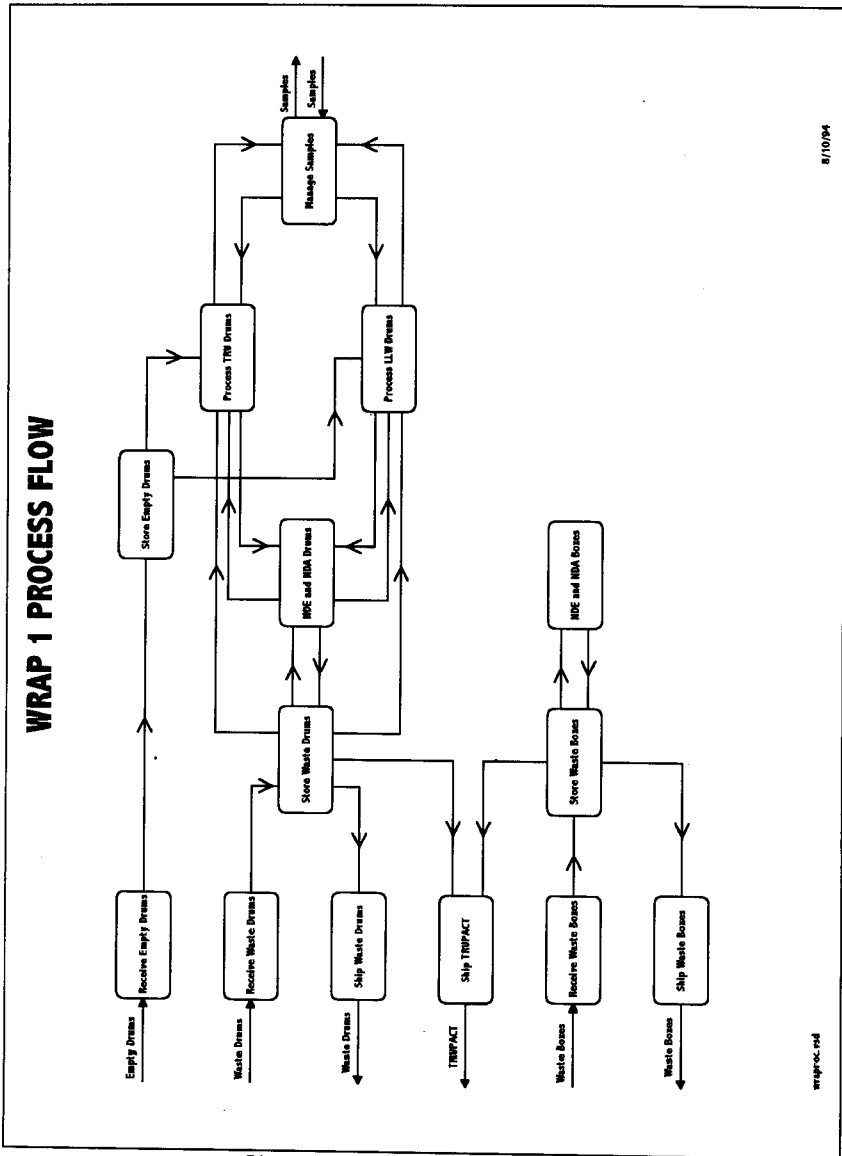 WRAP 1 PROCESS FLOW
Empty Drums
Receive Empty Drums
Store Empty Drums
Waste Drums
Receive Waste Drums
Process TRU Drums
Samples
Samples
Manage Samples
Store Waste Drums
NDE and NDA Drums
Waste Drums
Ship Waste Drums
Process LLW Drums
TRUPACT
Ship TRUPACT
Waste Boxes
Receive Waste Boxes
Store Waste Boxes
NDE and NDA Boxes
Waste Boxes
Ship Waste Boxes
wraproc.vsd
8/10/94